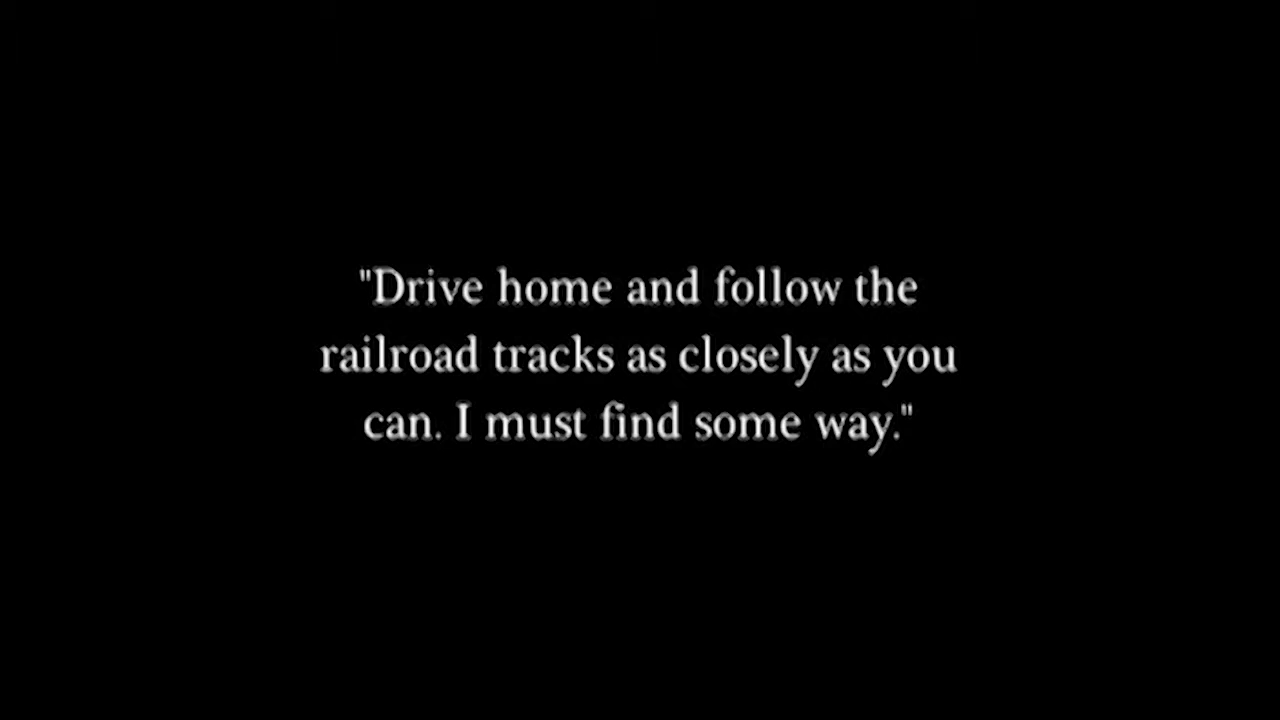 "Drive home and follow the
railroad tracks as closely as you
can. I must find some way."